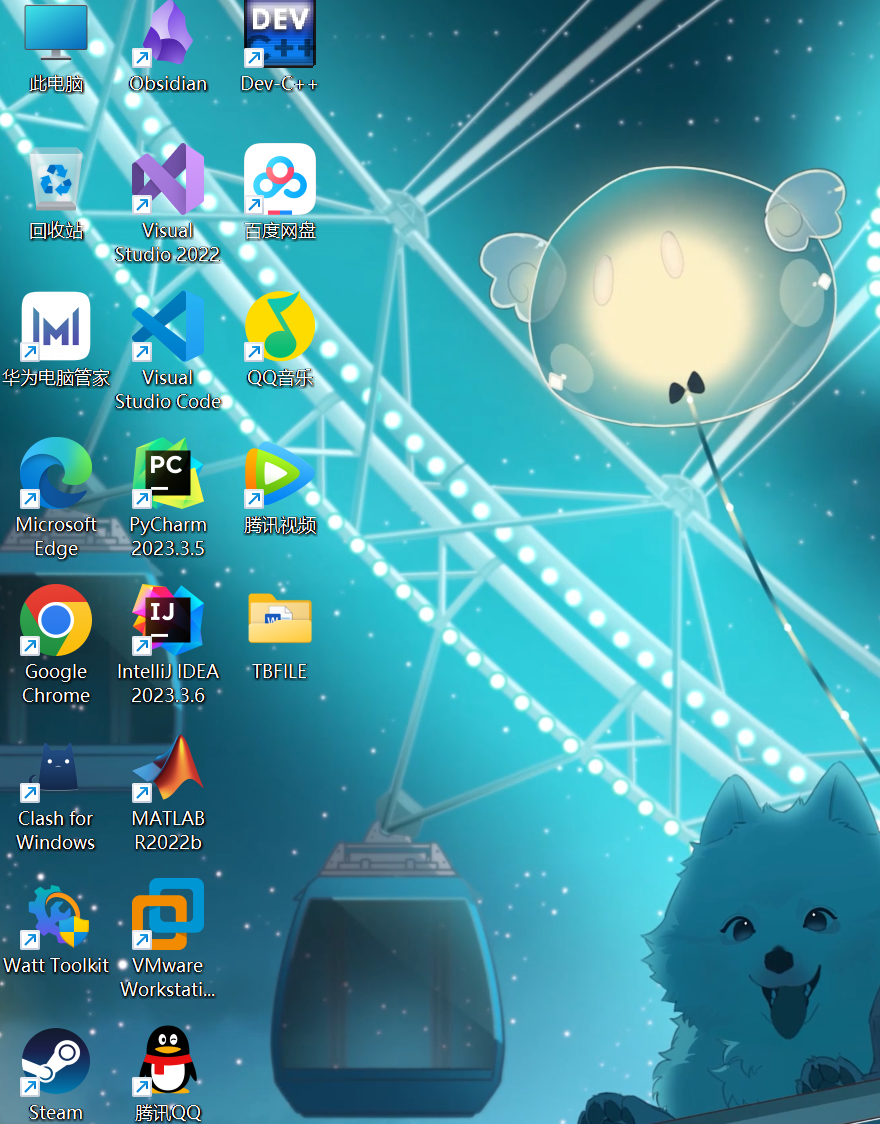 此电脑
Obsidian
DEV
C++
Dev-C++
回收站
Visual
Studio 2022
百度网盘
华为电脑管家
Visual
Studio Code
QQ音乐
Microsoft
Edge
PC
PyCharm
2023.3.5
腾讯视频
Google
Chrome
IJ
IntelliJ IDEA
2023.3.6
W
TBFILE
Clash for
Windows
MATLAB
R2022b
Watt Toolkit
VMware
Workstati...
Steam
腾讯QQ